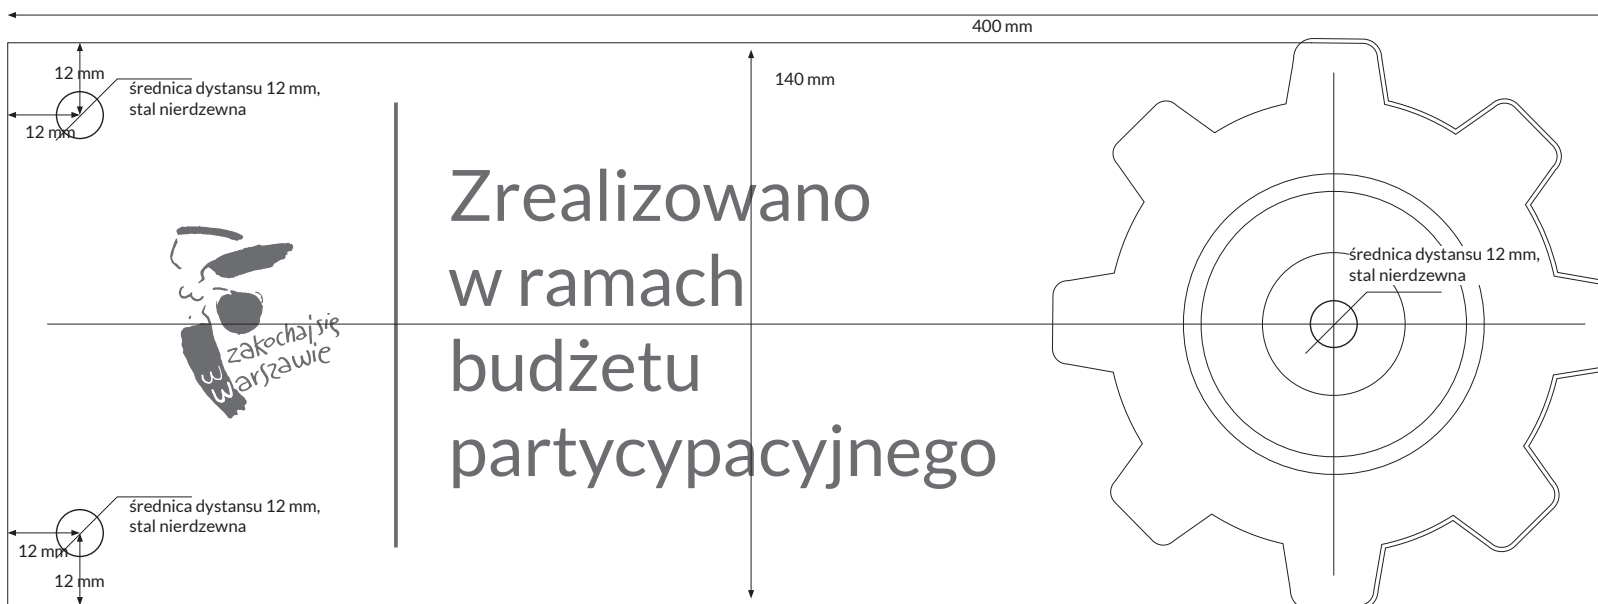 400 mm
12 mm
średnica dystansu 12 mm,
stal nierdzewna
12 mm
140 mm
Zrealizowano
w ramach
budżetu
partycypacyjnego
zakochaj się
w Warszawie
średnica dystansu 12 mm,
stal nierdzewna
średnica dystansu 12 mm,
stal nierdzewna
12 mm
12 mm